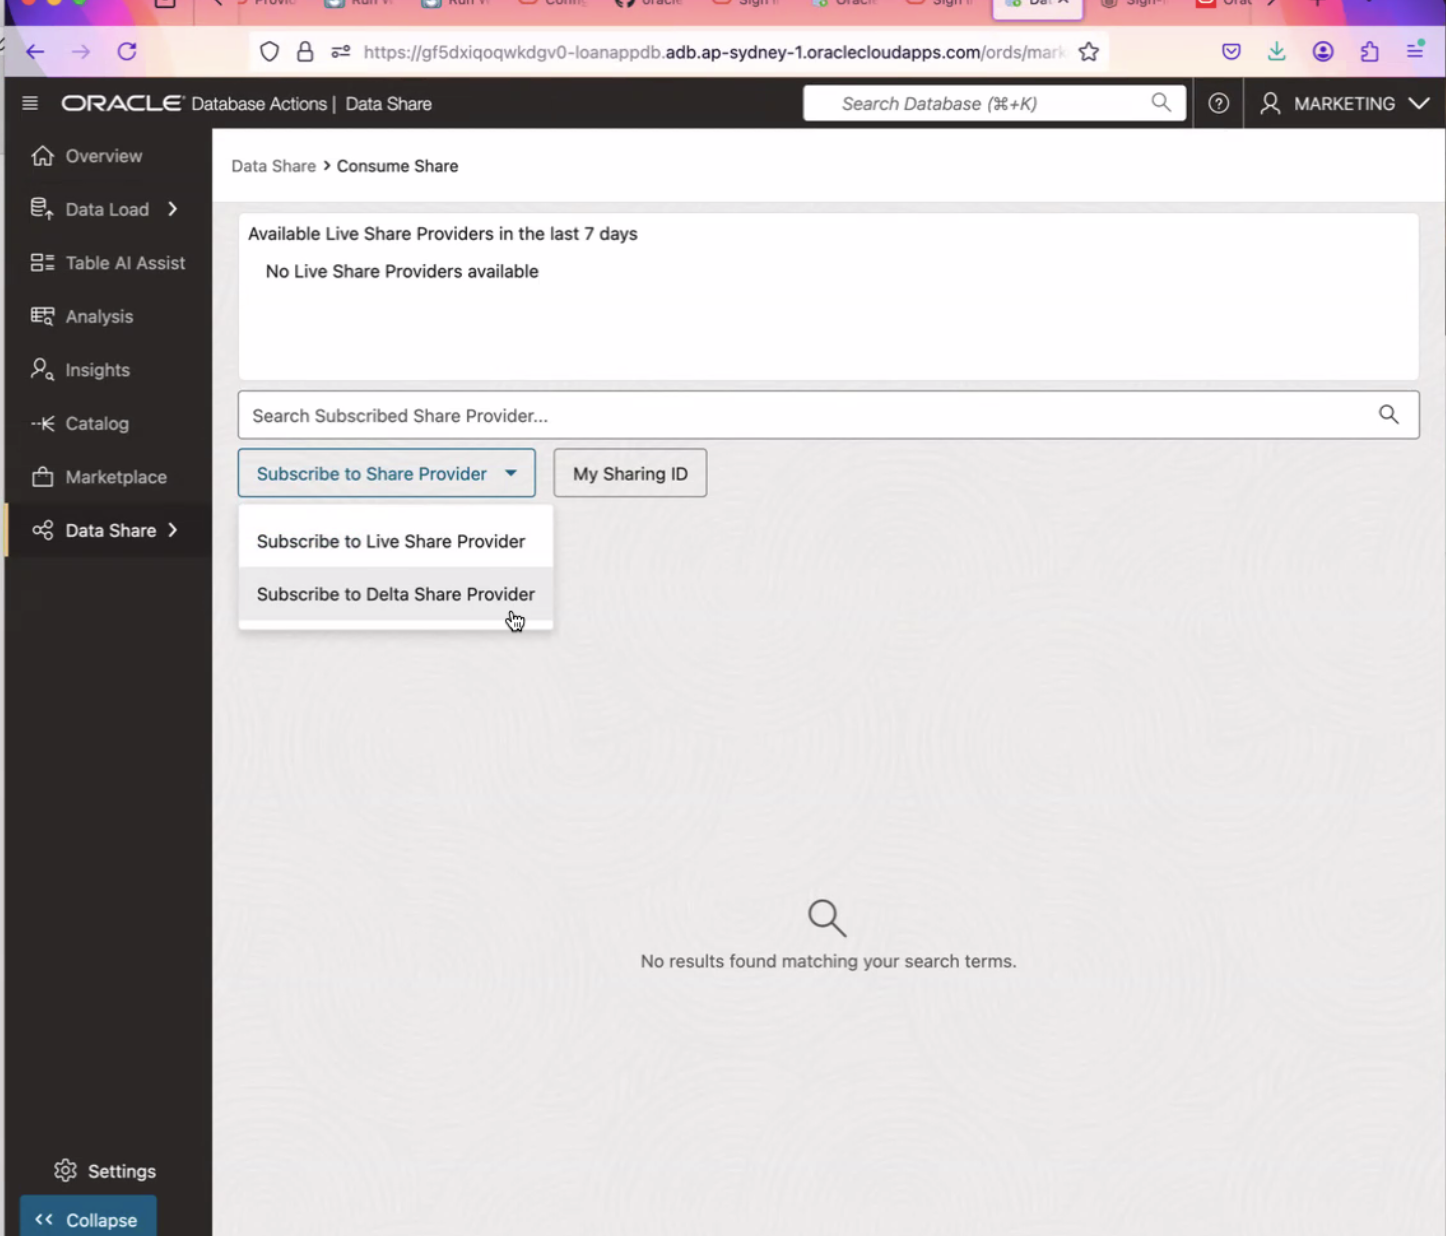 https://gf5dxiqoqwkdgv0-loanappdb.adb.ap-sydney-1.oraclecloudapps.com/ords/mark
ORACLE Database Actions | Data Share
Search Database (⌘+K)
MARKETING
Overview
Data Load
Table AI Assist
Analysis
Insights
Catalog
Marketplace
Data Share
Settings
Collapse
Data Share > Consume Share
Available Live Share Providers in the last 7 days
No Live Share Providers available
Search Subscribed Share Provider...
Subscribe to Share Provider
My Sharing ID
Subscribe to Live Share Provider
Subscribe to Delta Share Provider
No results found matching your search terms.